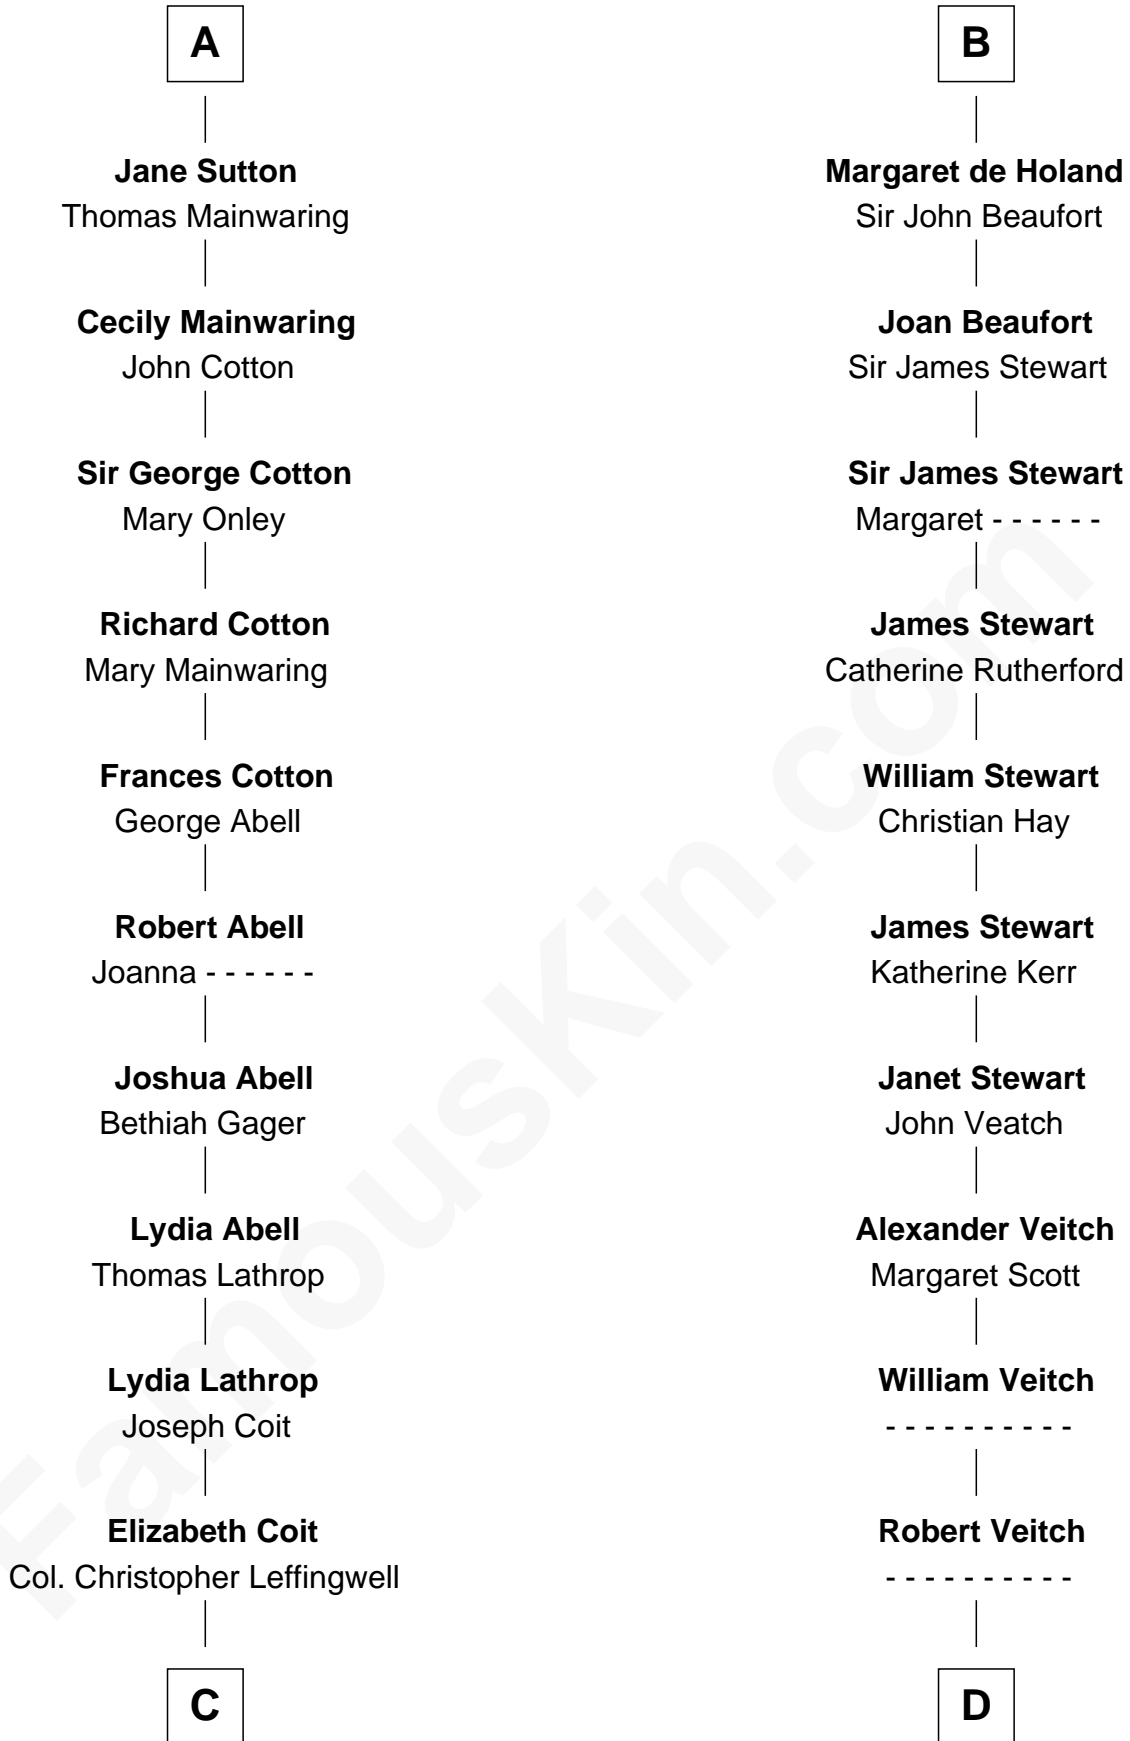 A
Jane Sutton
Thomas Mainwaring
Cecily Mainwaring
John Cotton
Sir George Cotton
Mary Onley
Richard Cotton
Mary Mainwaring
Frances Cotton
George Abell
Robert Abell
Joanna - - - - - -
Joshua Abell
Bethiah Gager
Lydia Abell
Thomas Lathrop
Lydia Lathrop
Joseph Coit
Elizabeth Coit
Col. Christopher Leffingwell
C
B
Margaret de Holand
Sir John Beaufort
Joan Beaufort
Sir James Stewart
Sir James Stewart
Margaret - - - - - -
James Stewart
Catherine Rutherford
William Stewart
Christian Hay
James Stewart
Katherine Kerr
Janet Stewart
John Veatch
Alexander Veitch
Margaret Scott
William Veitch
- - - - - - - - - -
Robert Veitch
- - - - - - - - - -
D
FamousKin.com